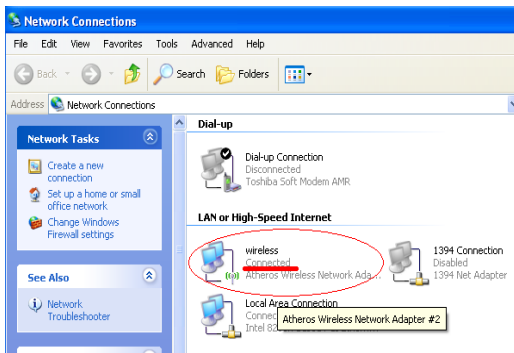 Network Connections
File Edit View Favorites Tools Advanced Help
Back Search Folders
Address Network Connections
Network Tasks
Create a new
connection
Set up a home or small
office network
Change Windows
Firewall settings
See Also
Network
Troubleshooter
Dial-up
Dial-up Connection
Disconnected
Toshiba Soft Modem AMR
LAN or High-Speed Internet
wireless
Connected
Atheros Wireless Network Ada...
1394 Connection
Disabled
1394 Net Adapter
Local Area Connection
Atheros Wireless Network Adapter #2
Intel